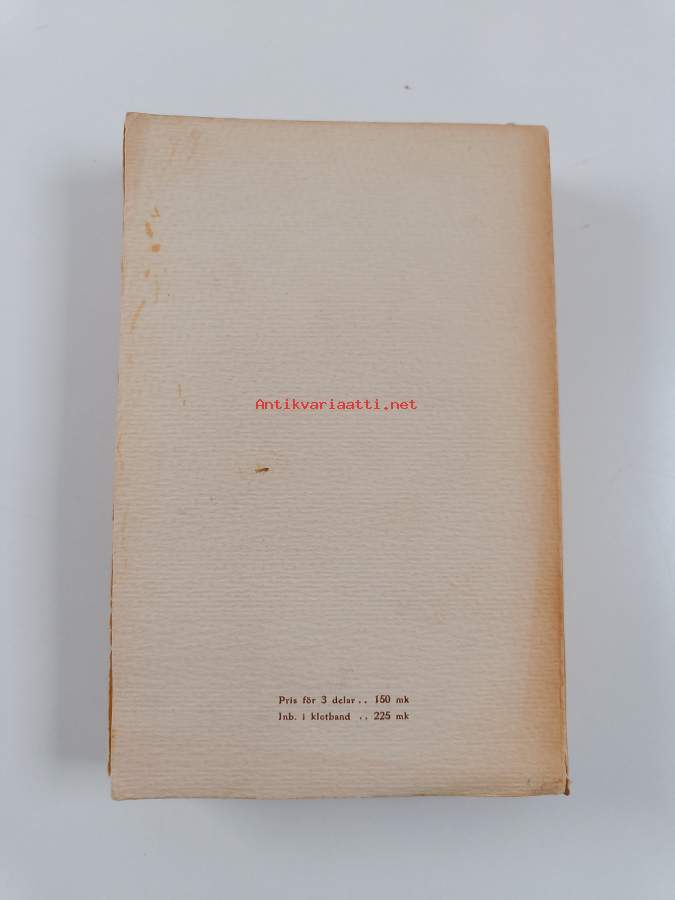 Antikvariaatti.net
Pris för 3 delar . . 150 mk
Inb. i klotband . . 225 mk